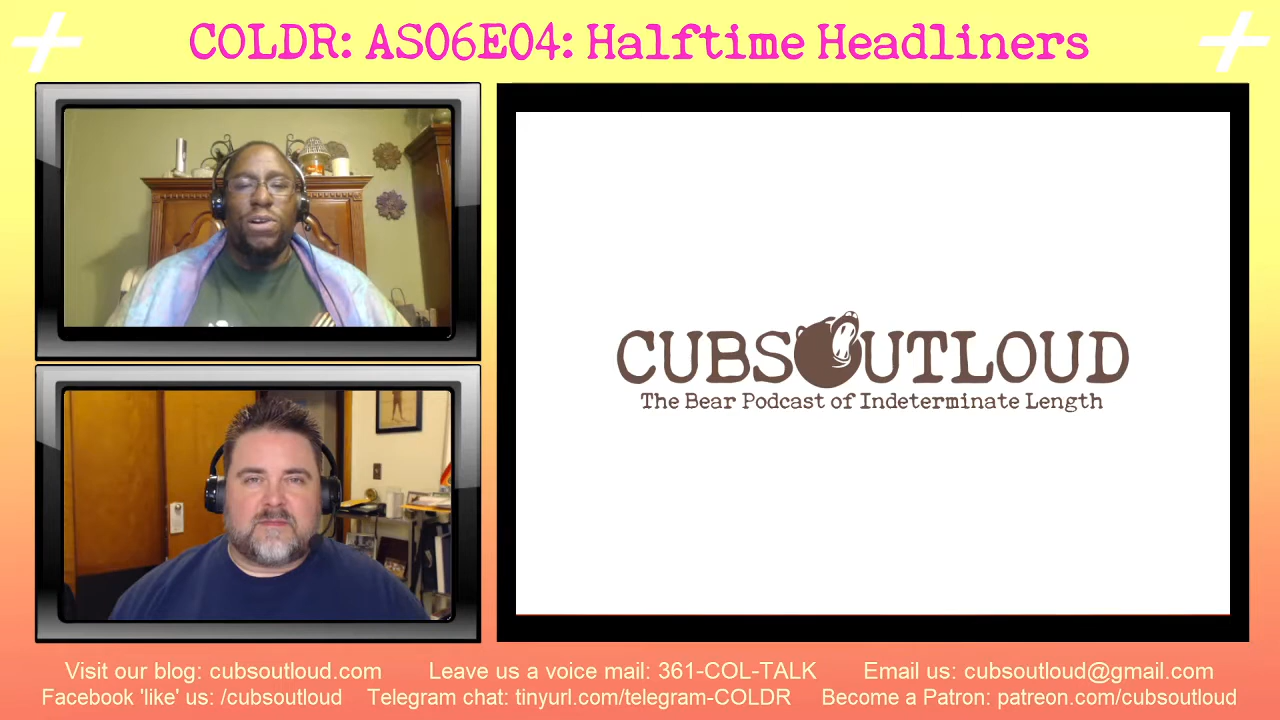 COLDR: AS06E04: Halftime Headliners
CUBSOUTLOUD
The Bear Podcast of Indeterminate Length
Visit our blog: cubsoutloud.com Leave us a voice mail: 361-COL-TALK Email us: cubsoutloud@gmail.com
Facebook 'like' us: /cubsoutloud Telegram chat: tinyurl.com/telegram-COLDR Become a Patron: patreon.com/cubsoutloud